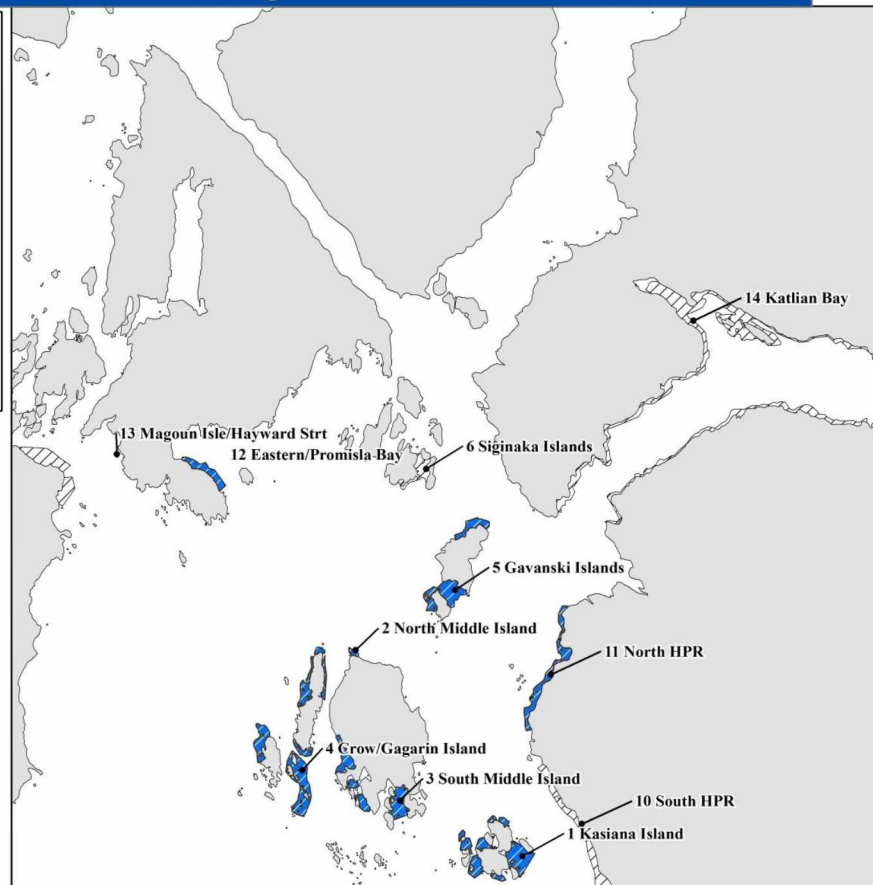 14 Katlian Bay
13 Magoun Isle/Hayward Strt
12 Eastern/Promisla Bay
6 Siginaka Islands
5 Gavanski Islands
2 North Middle Island
11 North HPR
4 Crow/Gagarin Island
3 South Middle Island
10 South HPR
1 Kasiana Island